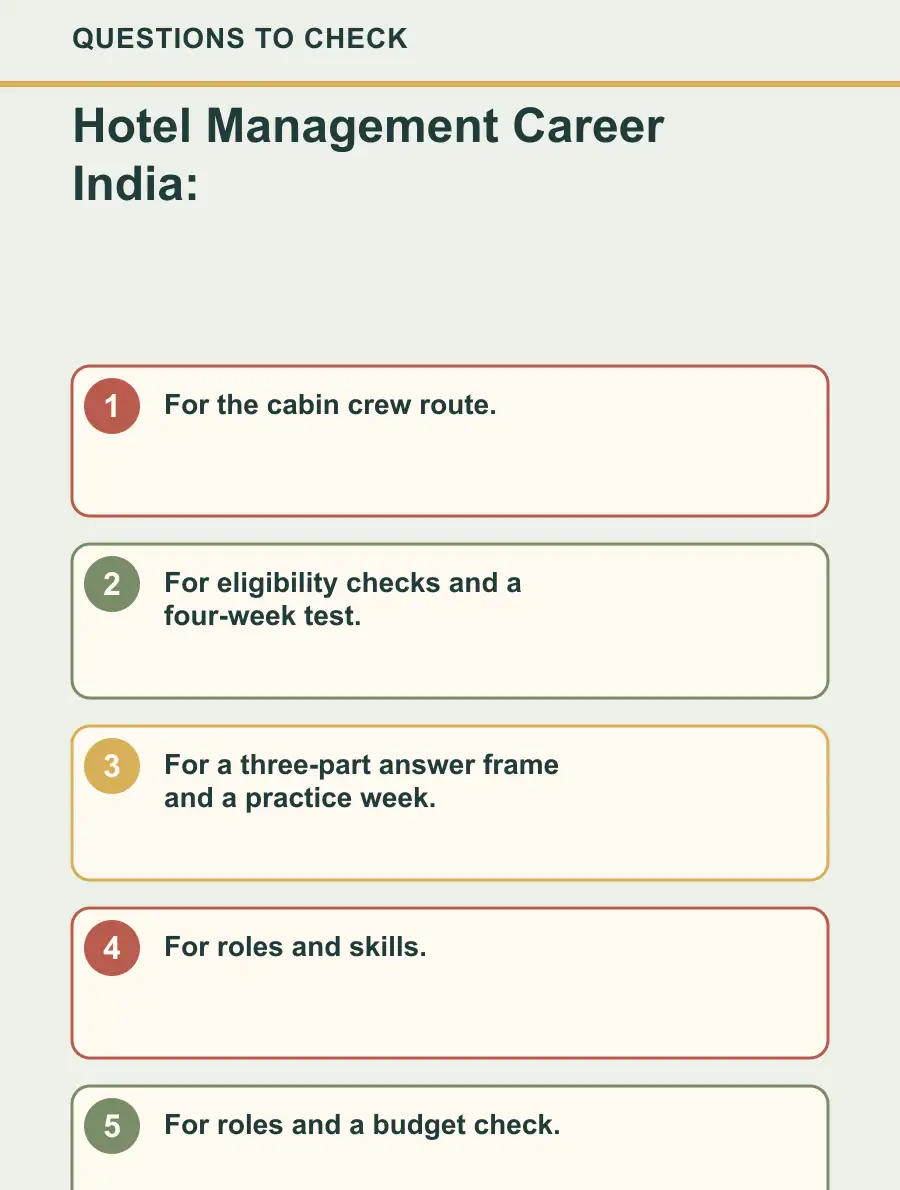 QUESTIONS TO CHECK
Hotel Management Career
India:
1
For the cabin crew route.
2
For eligibility checks and a
four-week test.
3
For a three-part answer frame
and a practice week.
4
For roles and skills.
5
For roles and a budget check.